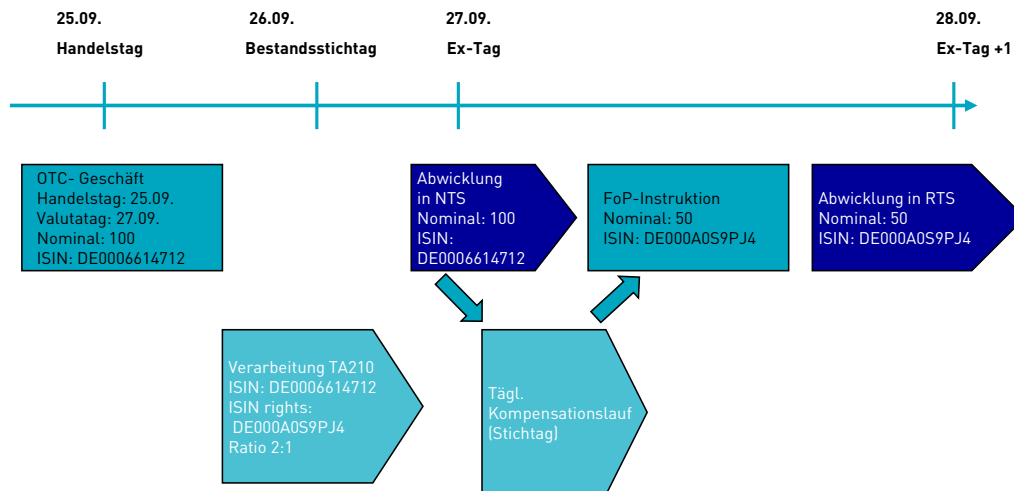 25.09.
Handelstag
26.09.
Bestandsstichtag
27.09.
Ex-Tag
28.09.
Ex-Tag +1
OTC- Geschäft
Handelstag: 25.09.
Valutatag: 27.09.
Nominal: 100
ISIN: DE0006614712
Abwicklung
in NTS
Nominal: 100
ISIN:
DE0006614712
FoP-Instruktion
Nominal: 50
ISIN: DE000A0S9PJ4
Abwicklung in RTS
Nominal: 50
ISIN: DE000A0S9PJ4
Verarbeitung TA210
ISIN: DE0006614712
ISIN rights:
DE000A0S9PJ4
Ratio 2:1
Tägl.
Kompensationslauf
(Stichtag)